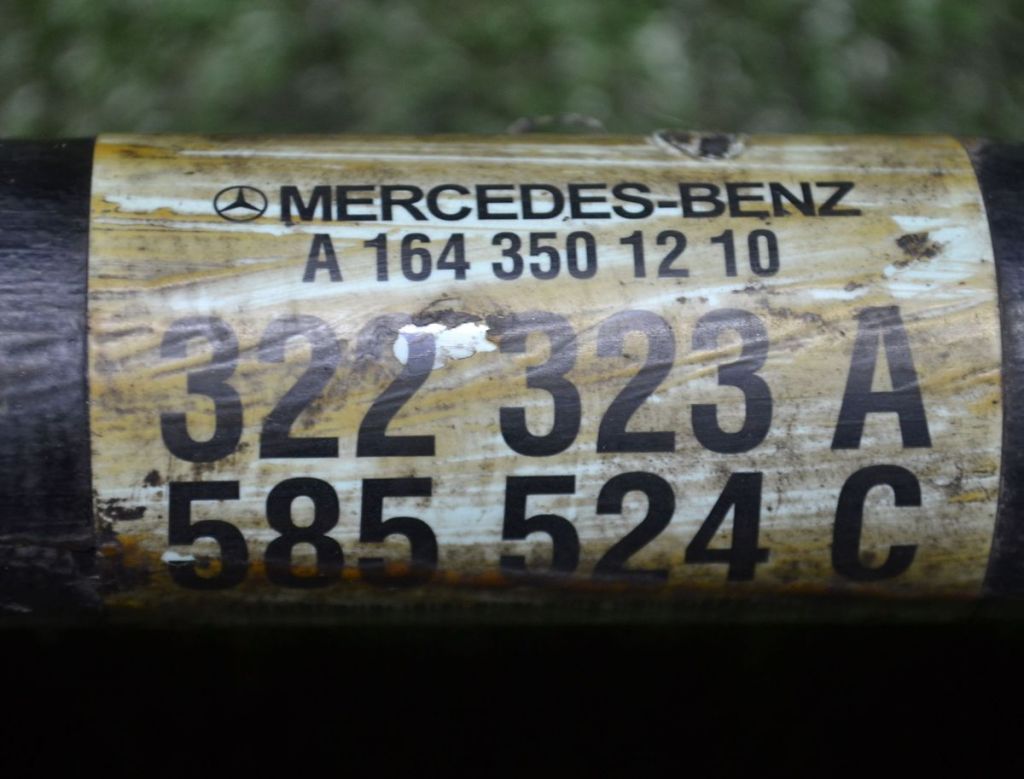 MERCEDES-BENZ
A 164 350 12 10
322 323 A
585 524 C